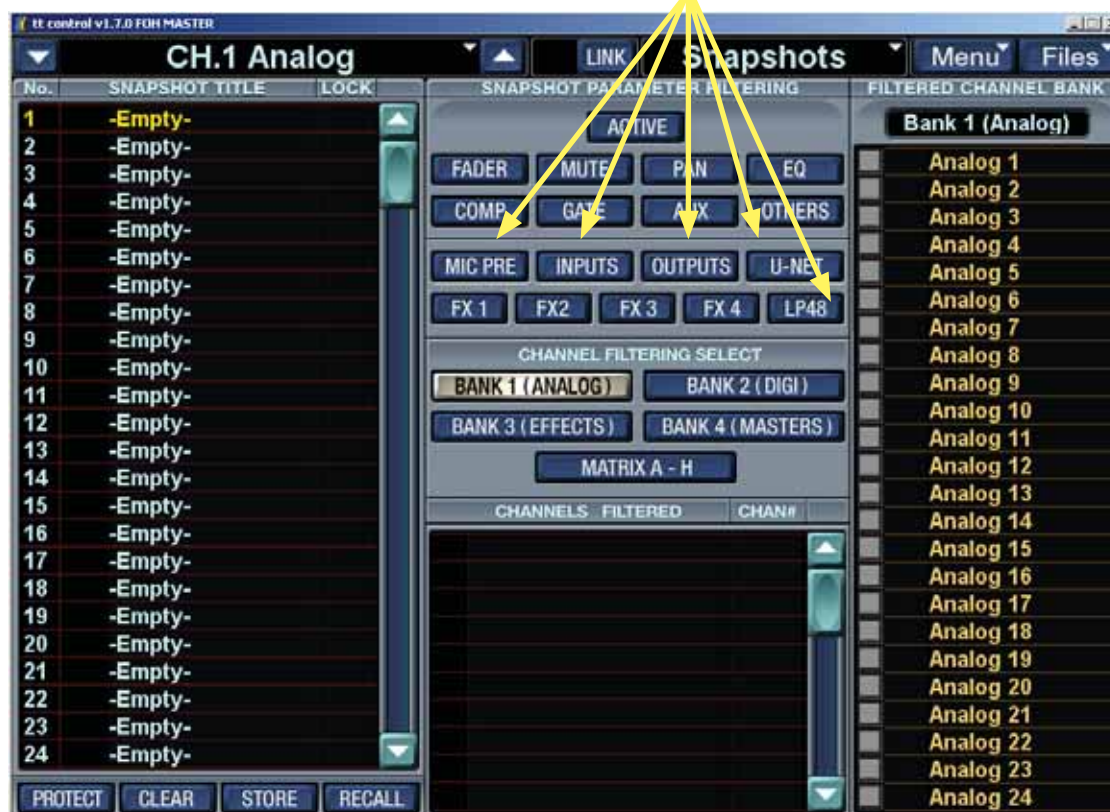 tt control v1.7.0 FOH MASTER
CH.1 Analog LINK Snapshots Menu Files
No. SNAPSHOT TITLE LOCK
1 -Empty-
2 -Empty-
3 -Empty-
4 -Empty-
5 -Empty-
6 -Empty-
7 -Empty-
8 -Empty-
9 -Empty-
10 -Empty-
11 -Empty-
12 -Empty-
13 -Empty-
14 -Empty-
15 -Empty-
16 -Empty-
17 -Empty-
18 -Empty-
19 -Empty-
20 -Empty-
21 -Empty-
22 -Empty-
23 -Empty-
24 -Empty-
PROTECT CLEAR STORE RECALL
SNAPSHOT PARAMETER FILTERING
ACTIVE
FADER MUTE PAN EQ
COMP GATE AUX OTHERS
MIC PRE INPUTS OUTPUTS U-NET
FX 1 FX2 FX 3 FX 4 LP48
CHANNEL FILTERING SELECT
BANK 1 ( ANALOG ) BANK 2 ( DIGI )
BANK 3 ( EFFECTS ) BANK 4 ( MASTERS )
MATRIX A - H
CHANNELS FILTERED CHAN#
FILTERED CHANNEL BANK
Bank 1 (Analog)
Analog 1
Analog 2
Analog 3
Analog 4
Analog 5
Analog 6
Analog 7
Analog 8
Analog 9
Analog 10
Analog 11
Analog 12
Analog 13
Analog 14
Analog 15
Analog 16
Analog 17
Analog 18
Analog 19
Analog 20
Analog 21
Analog 22
Analog 23
Analog 24